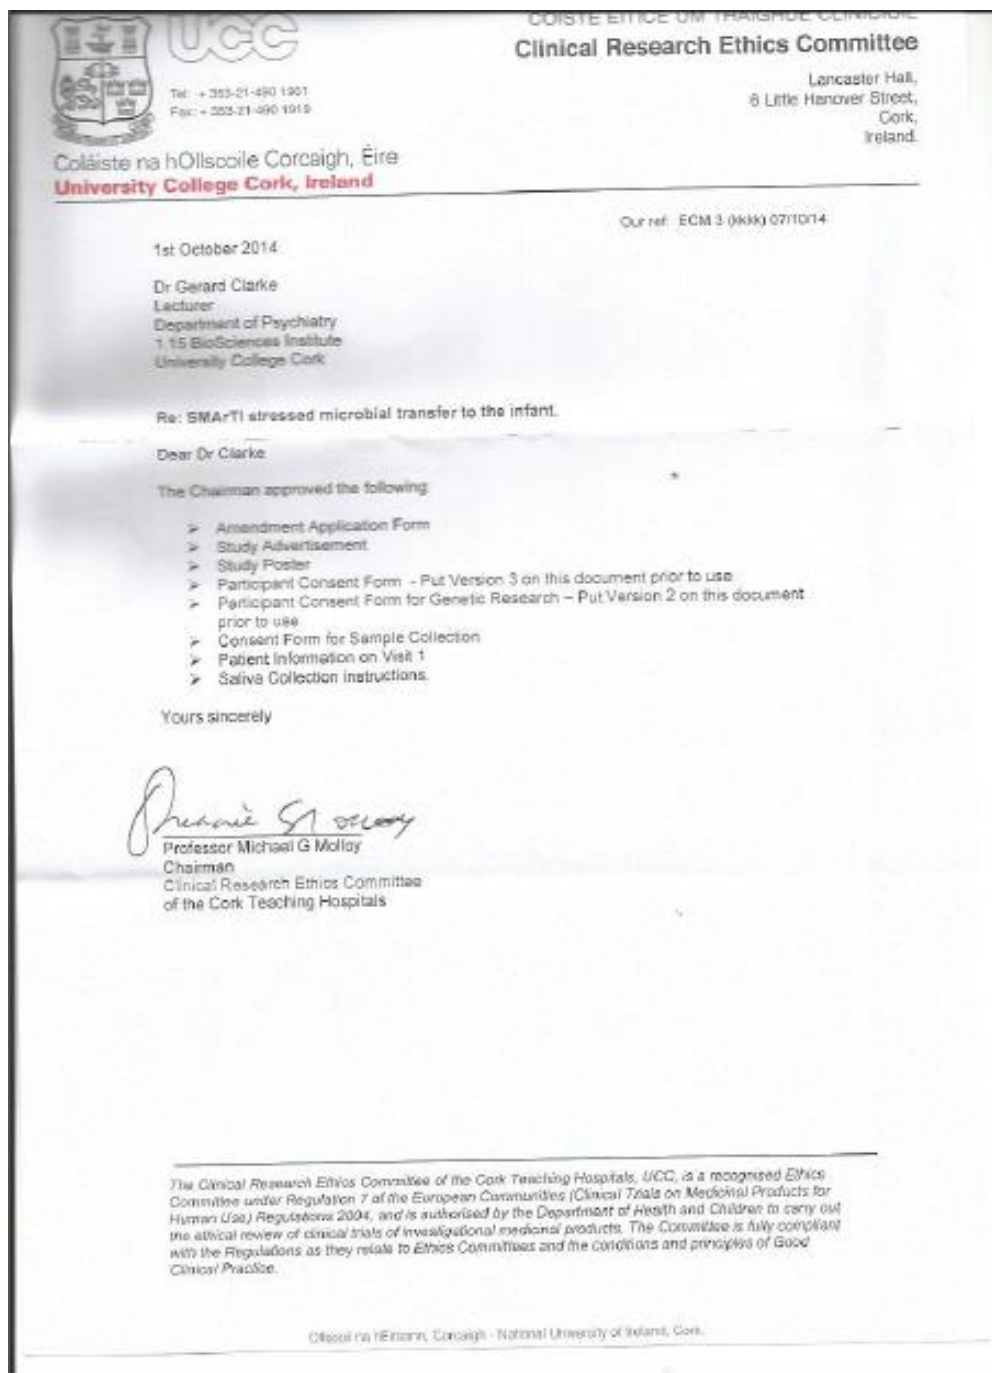 UCC
COISTE EITICE UM THAIGHDE CLINICIÚIL
Clinical Research Ethics Committee
Tel: + 353-21-490 1901
Fax: + 353-21-490 1919
Lancaster Hall,
6 Little Hanover Street,
Cork,
Ireland.
Coláiste na hOllscoile Corcaigh, Éire
University College Cork, Ireland
Our ref: ECM 3 (kkkk) 07/10/14
1st October 2014
Dr Gerard Clarke
Lecturer
Department of Psychiatry
1.15 BioSciences Institute
University College Cork
Re: SMArTI stressed microbial transfer to the infant.
Dear Dr Clarke
The Chairman approved the following:
➢ Amendment Application Form
➢ Study Advertisement
➢ Study Poster
➢ Participant Consent Form - Put Version 3 on this document prior to use
➢ Participant Consent Form for Genetic Research – Put Version 2 on this document
prior to use
➢ Consent Form for Sample Collection
➢ Patient Information on Visit 1
➢ Saliva Collection instructions.
Yours sincerely
Professor Michael G Molloy
Chairman
Clinical Research Ethics Committee
of the Cork Teaching Hospitals
The Clinical Research Ethics Committee of the Cork Teaching Hospitals, UCC, is a recognised Ethics
Committee under Regulation 7 of the European Communities (Clinical Trials on Medicinal Products for
Human Use) Regulations 2004, and is authorised by the Department of Health and Children to carry out
the ethical review of clinical trials of investigational medicinal products. The Committee is fully compliant
with the Regulations as they relate to Ethics Committees and the conditions and principles of Good
Clinical Practice.
Ollscoil na hÉireann, Corcaigh - National University of Ireland, Cork.